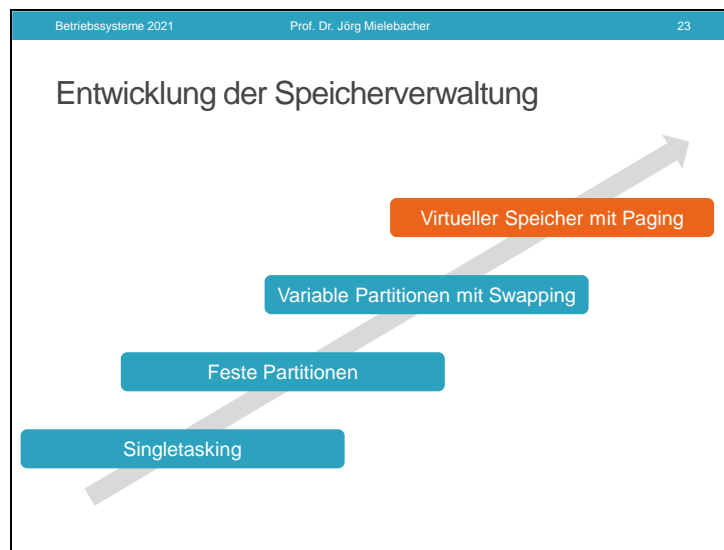 Betriebssysteme 2021 Prof. Dr. Jörg Mielebacher 23
Entwicklung der Speicherverwaltung
Virtueller Speicher mit Paging
Variable Partitionen mit Swapping
Feste Partitionen
Singletasking